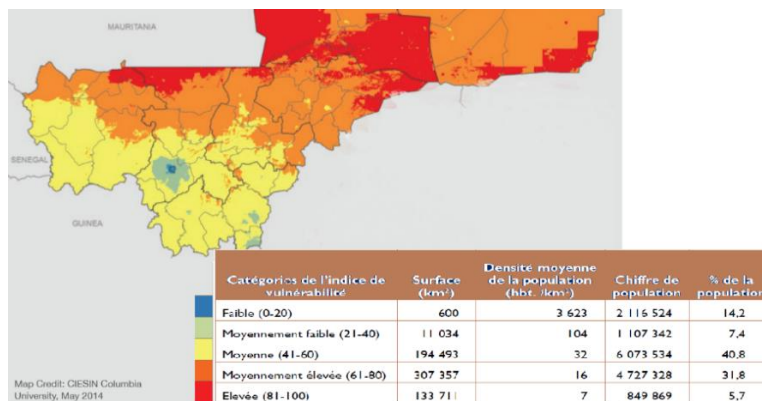 MAURITANIA
SENEGAL
GUINEA
Catégories de l'indice de vulnérabilité Surface (km²) Densité moyenne de la population (hbt. /km²) Chiffre de population % de la population
Faible (0-20) 600 3 623 2 116 524 14,2
Moyennement faible (21-40) 11 034 104 1 107 342 7,4
Moyenne (41-60) 194 493 32 6 073 534 40,8
Moyennement élevée (61-80) 307 357 16 4 727 328 31,8
Elevée (81-100) 133 711 7 849 869 5,7
Map Credit: CIESIN Columbia
University, May 2014